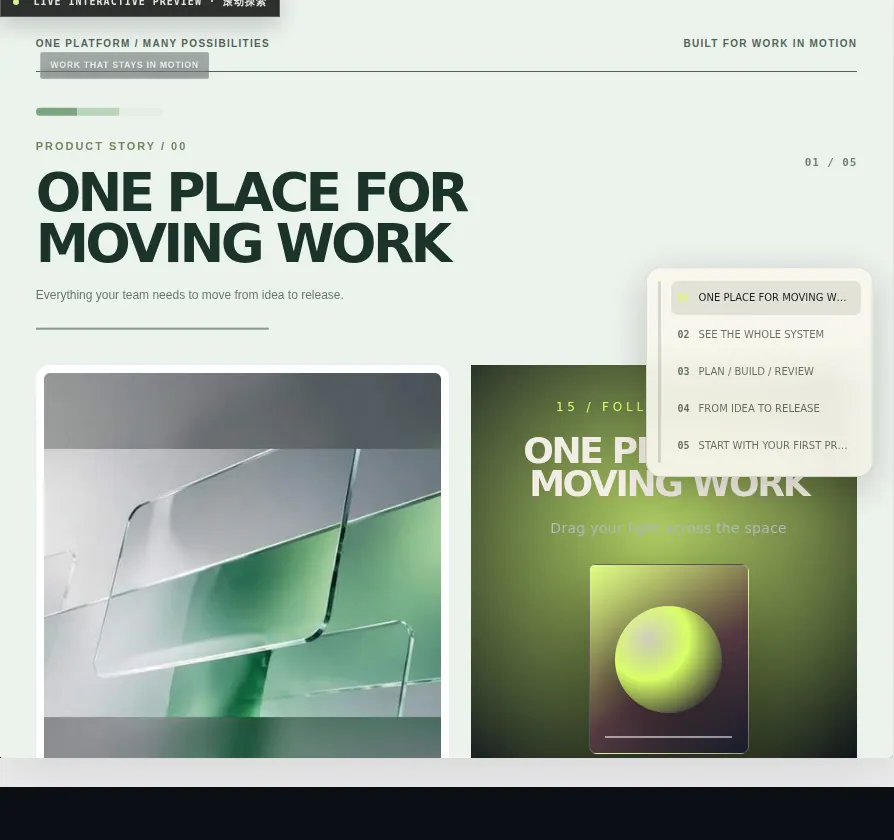 LIVE INTERACTIVE PREVIEW · 滚动探索
ONE PLATFORM / MANY POSSIBILITIES
BUILT FOR WORK IN MOTION
WORK THAT STAYS IN MOTION
PRODUCT STORY / 00
01 / 05
ONE PLACE FOR
MOVING WORK
Everything your team needs to move from idea to release.
01 ONE PLACE FOR MOVING W...
02 SEE THE WHOLE SYSTEM
03 PLAN / BUILD / REVIEW
04 FROM IDEA TO RELEASE
05 START WITH YOUR FIRST PR...
15 / FOLL
ONE PL
MOVING WORK
Drag your light across the space